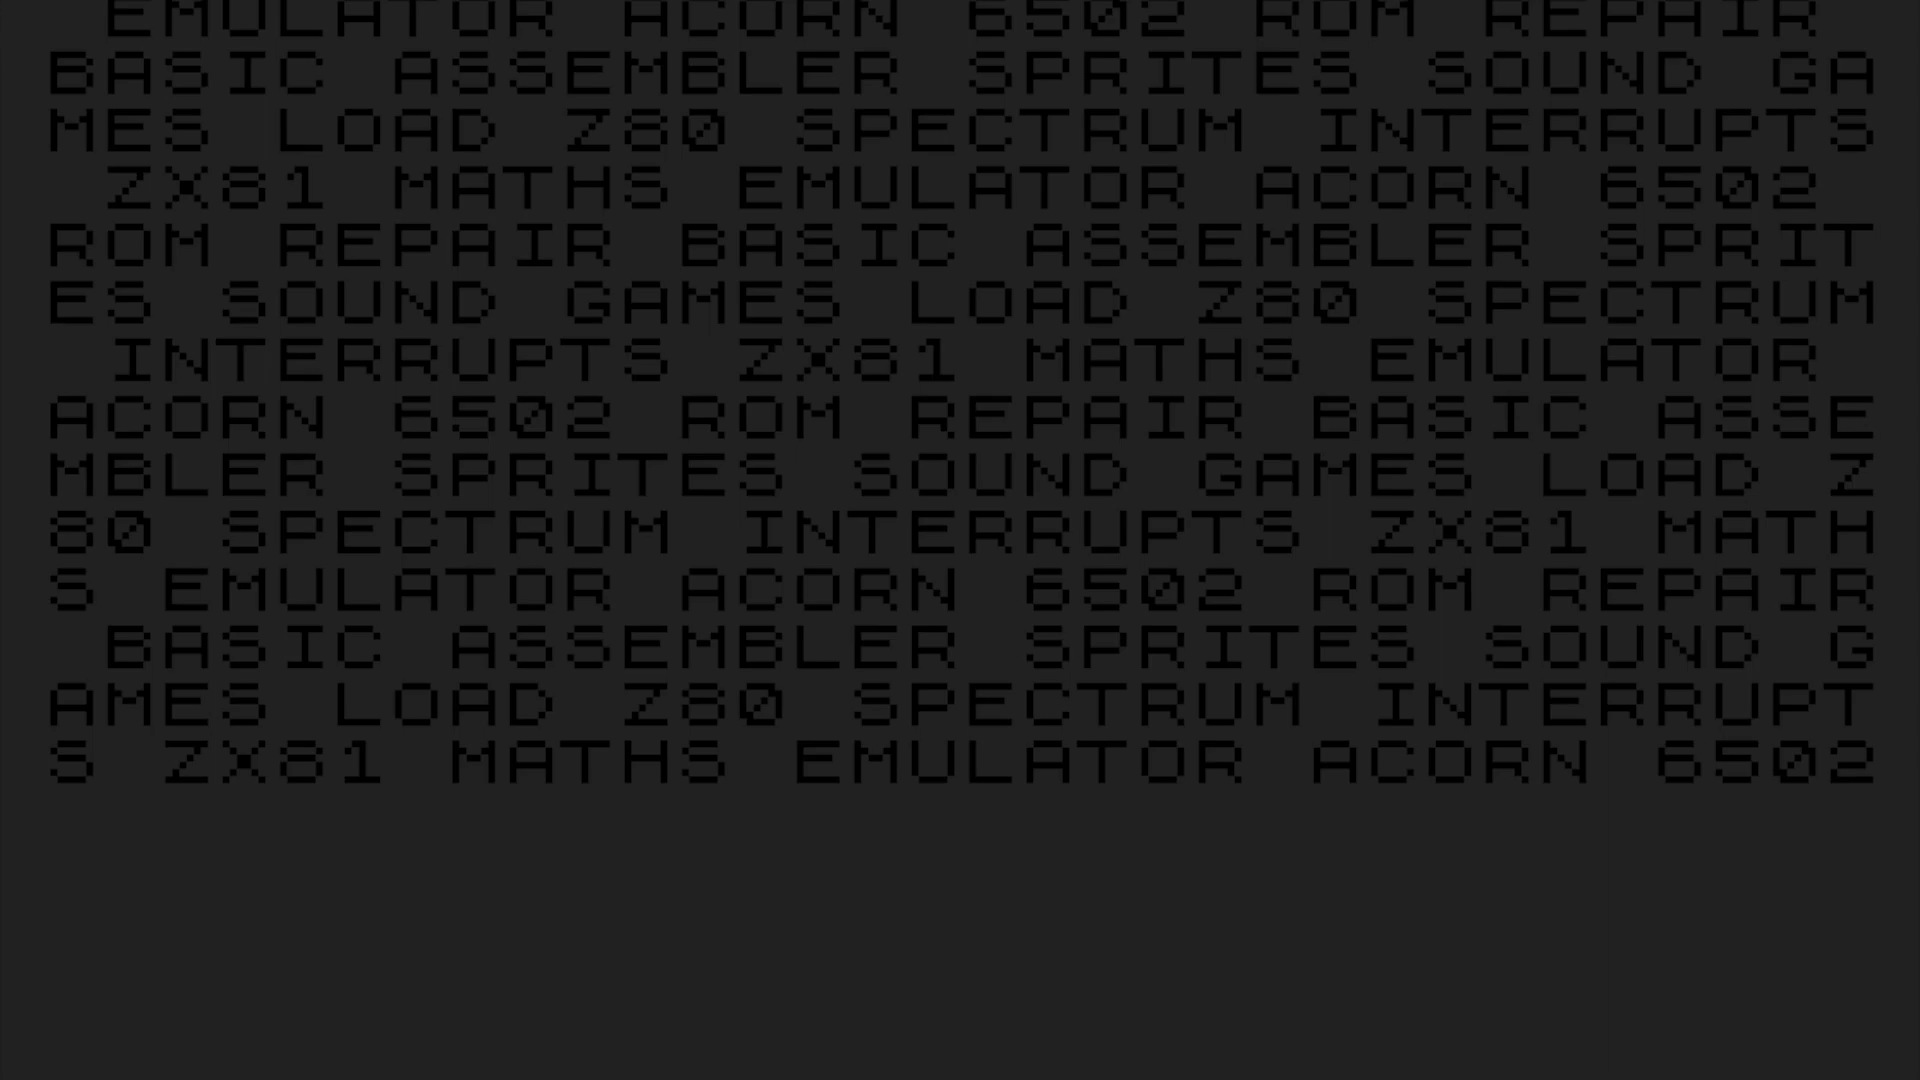 EMULATOR ACORN 6502 ROM REPAIR
BASIC ASSEMBLER SPRITES SOUND GA
MES LOAD Z80 SPECTRUM INTERRUPTS
ZX81 MATHS EMULATOR ACORN 6502
ROM REPAIR BASIC ASSEMBLER SPRIT
ES SOUND GAMES LOAD Z80 SPECTRUM
INTERRUPTS ZX81 MATHS EMULATOR
ACORN 6502 ROM REPAIR BASIC ASSE
MBLER SPRITES SOUND GAMES LOAD Z
80 SPECTRUM INTERRUPTS ZX81 MATH
S EMULATOR ACORN 6502 ROM REPAIR
BASIC ASSEMBLER SPRITES SOUND G
AMES LOAD Z80 SPECTRUM INTERRUPT
S ZX81 MATHS EMULATOR ACORN 6502